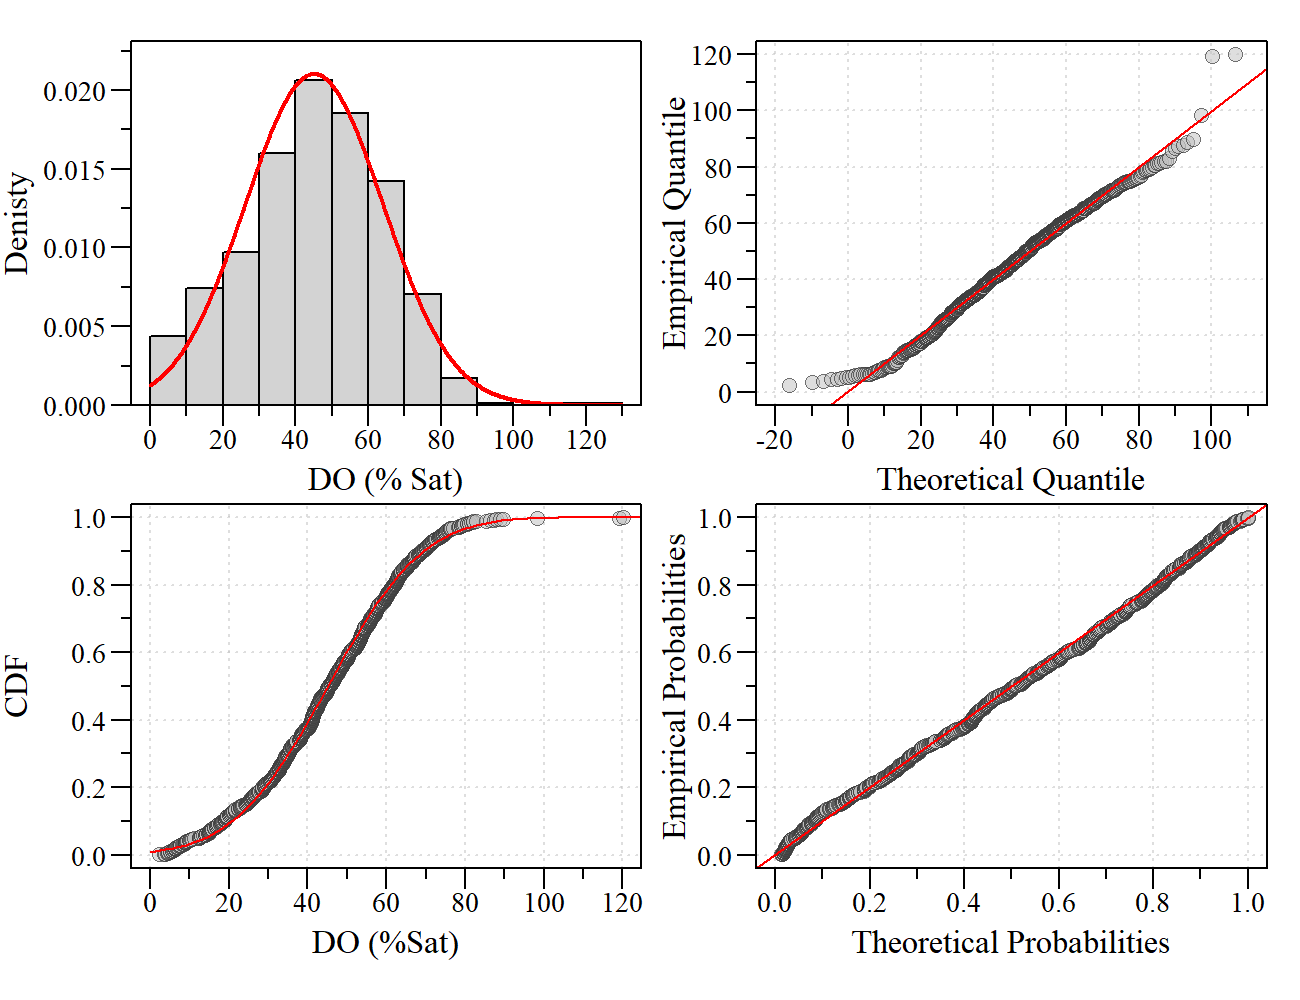 Denisty
0.020
0.015
0.010
0.005
0.000
0 20 40 60 80 100 120
DO (% Sat)
Empirical Quantile
120
100
80
60
40
20
0
-20 0 20 40 60 80 100
Theoretical Quantile
CDF
1.0
0.8
0.6
0.4
0.2
0.0
0 20 40 60 80 100 120
DO (%Sat)
Empirical Probabilities
1.0
0.8
0.6
0.4
0.2
0.0
0.0 0.2 0.4 0.6 0.8 1.0
Theoretical Probabilities